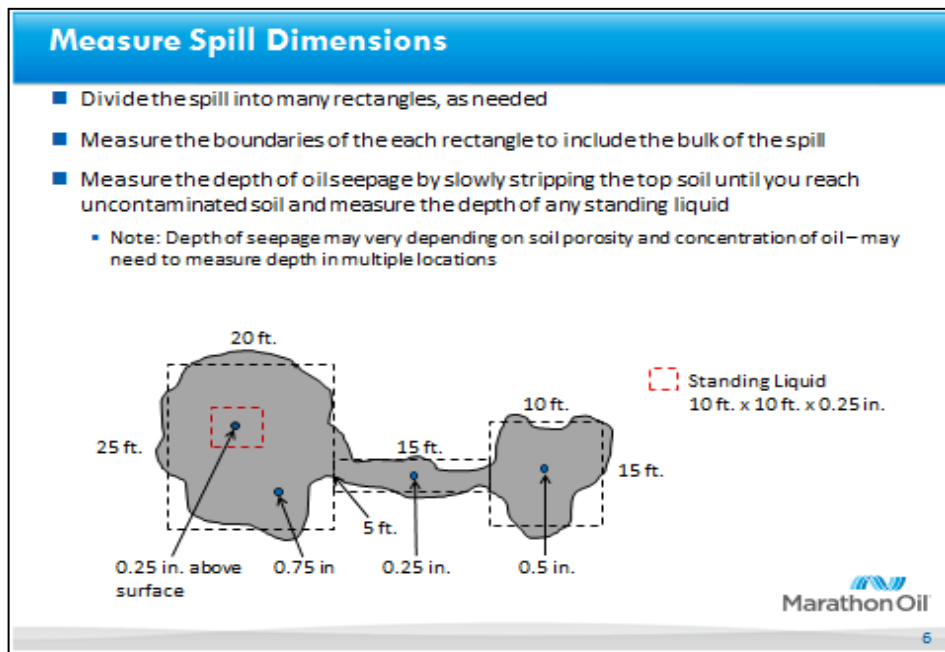 Measure Spill Dimensions
Divide the spill into many rectangles, as needed
Measure the boundaries of the each rectangle to include the bulk of the spill
Measure the depth of oil seepage by slowly stripping the top soil until you reach
uncontaminated soil and measure the depth of any standing liquid
Note: Depth of seepage may very depending on soil porosity and concentration of oil – may
need to measure depth in multiple locations
20 ft.
Standing Liquid
10 ft. x 10 ft. x 0.25 in.
10 ft.
25 ft.
15 ft.
15 ft.
5 ft.
0.25 in. above
surface
0.75 in
0.25 in.
0.5 in.
Marathon Oil
6